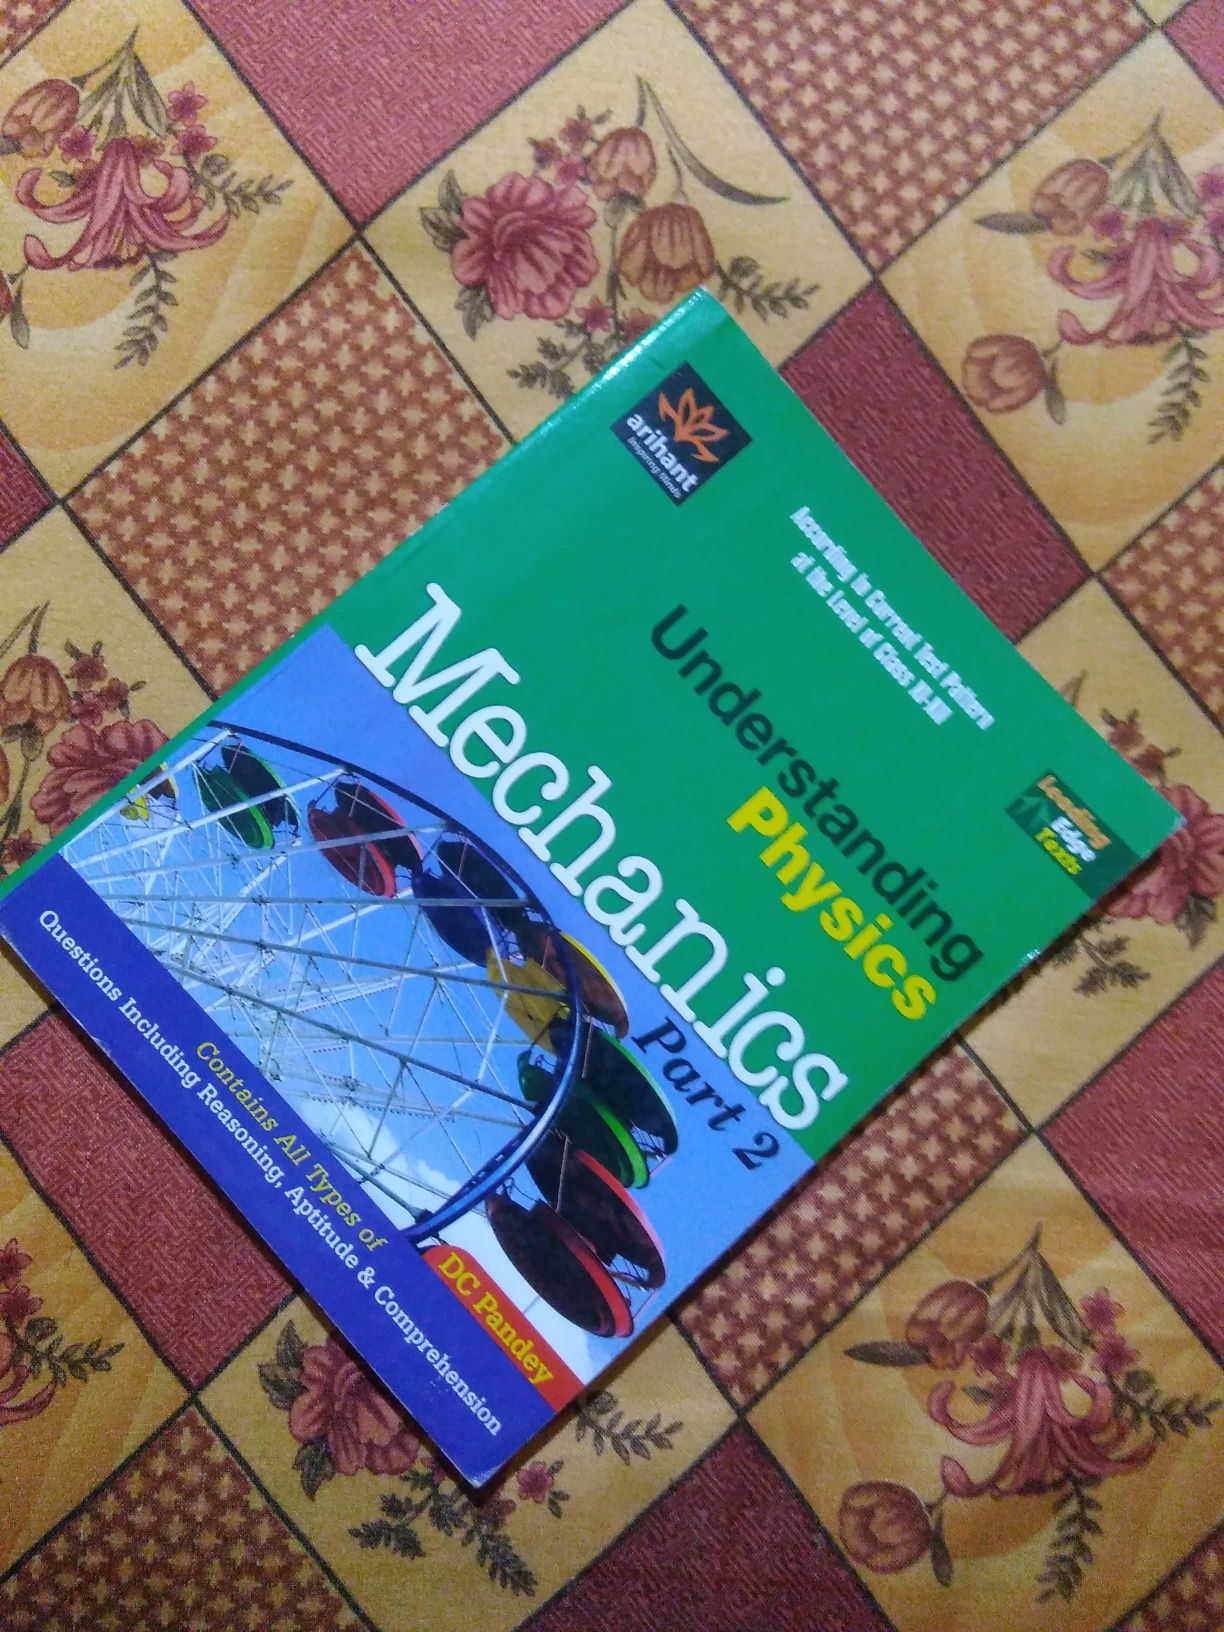 arihant
Inspiring Minds
According to Current Test Pattern
at the Level of Class XI-XII
Leading
Edge
Texts
Understanding
Physics
Mechanics
Part 2
DC Pandey
Contains All Types of
Questions Including Reasoning, Aptitude & Comprehension